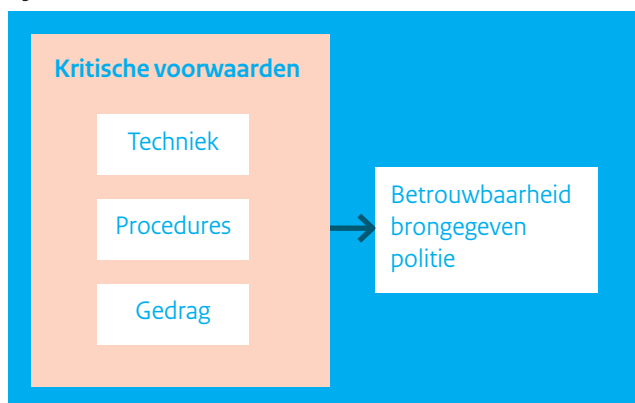 Kritische voorwaarden
Techniek
Procedures
Gedrag
Betrouwbaarheid
brongegeven
politie